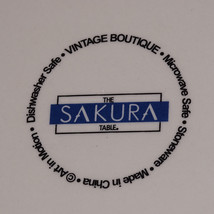 • VINTAGE BOUTIQUE • Microwave Safe • Stoneware • Made in China • ©Art in Motion • Dishwasher Safe
THE
SAKURA
TABLE®